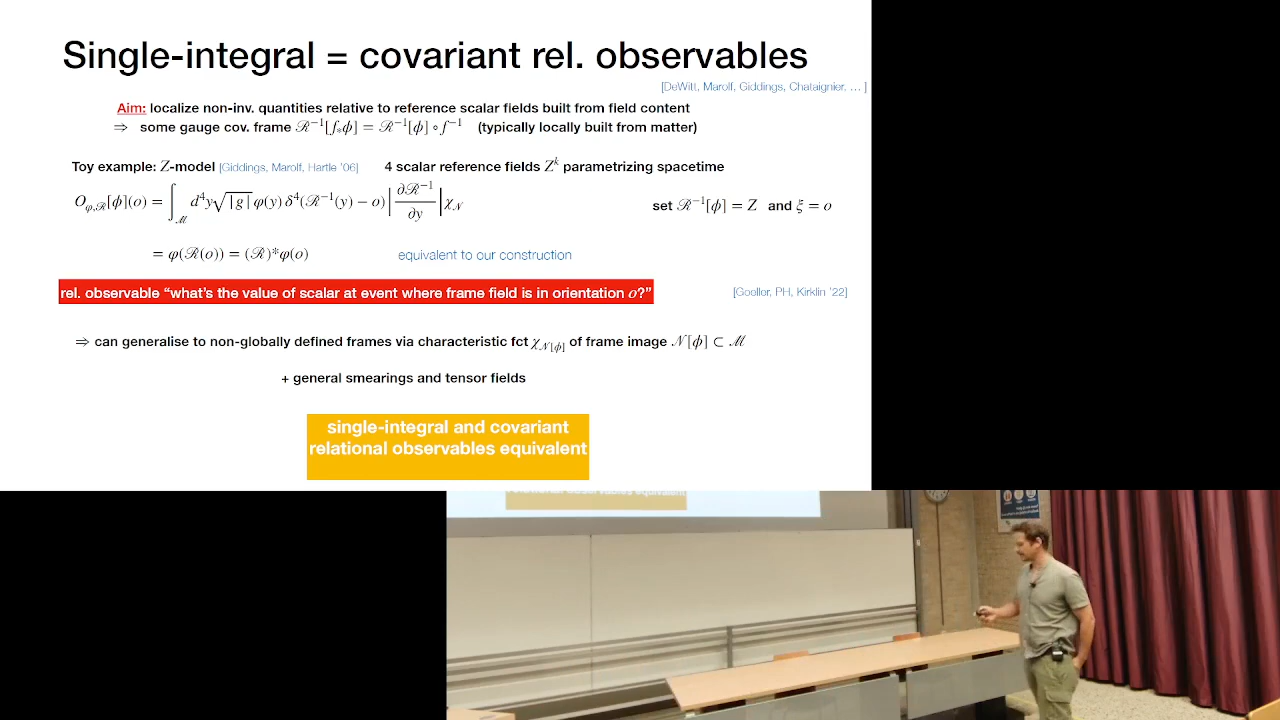 Single-integral = covariant rel. observables
[DeWitt, Marolf, Giddings, Chataignier, … ]
Aim: localize non-inv. quantities relative to reference scalar fields built from field content
⇒ some gauge cov. frame ℛ⁻¹[f⁎ϕ] = ℛ⁻¹[ϕ] ∘ f⁻¹ (typically locally built from matter)
Toy example: Z-model [Giddings, Marolf, Hartle '06] 4 scalar reference fields Zᵏ parametrizing spacetime
O_{φ,ℛ}[ϕ](o) = ∫_ℳ d⁴y√|g| φ(y) δ⁴(ℛ⁻¹(y) − o) |∂ℛ⁻¹/∂y| χ_𝒩 set ℛ⁻¹[ϕ] = Z and ξ = o
= φ(ℛ(o)) = (ℛ)*φ(o) equivalent to our construction
rel. observable “what's the value of scalar at event where frame field is in orientation o?” [Goeller, PH, Kirklin '22]
⇒ can generalise to non-globally defined frames via characteristic fct χ_{𝒩[ϕ]} of frame image 𝒩[ϕ] ⊂ ℳ
+ general smearings and tensor fields
single-integral and covariant
relational observables equivalent
relational observables equivalent